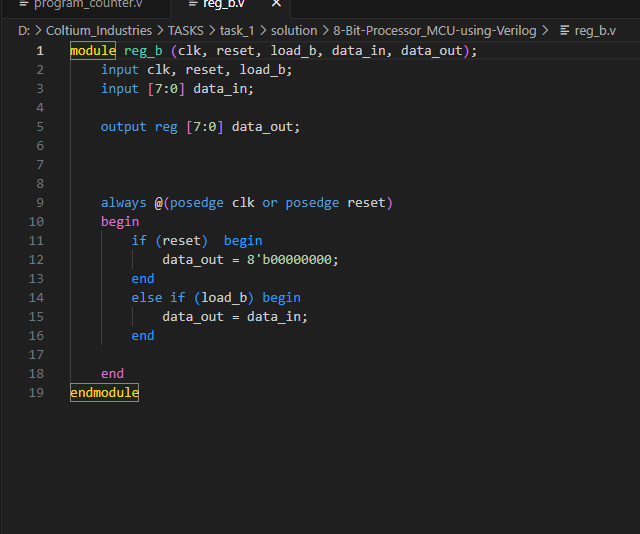 program_counter.v reg_b.v
D: > Coltium_Industries > TASKS > task_1 > solution > 8-Bit-Processor_MCU-using-Verilog > reg_b.v
1 module reg_b (clk, reset, load_b, data_in, data_out);
2 input clk, reset, load_b;
3 input [7:0] data_in;
4
5 output reg [7:0] data_out;
6
7
8
9 always @(posedge clk or posedge reset)
10 begin
11 if (reset)  begin
12 data_out = 8'b00000000;
13 end
14 else if (load_b) begin
15 data_out = data_in;
16 end
17
18 end
19 endmodule